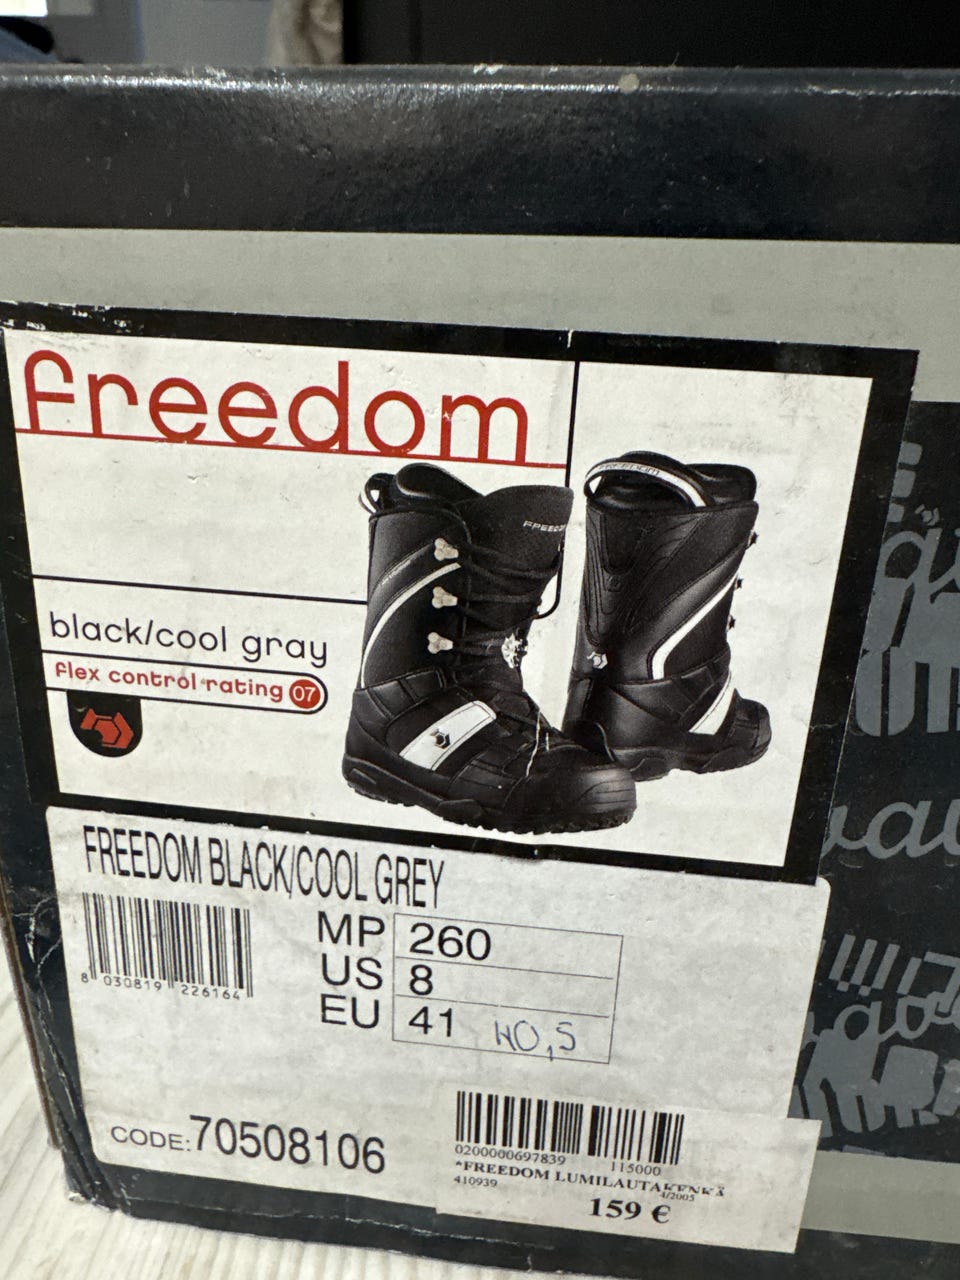 freedom
FREEDOM
FREEDOM
black/cool gray
flex control rating 07
FREEDOM BLACK/COOL GREY
MP 260
US 8
EU 41 40,5
8 030819 226164
CODE:70508106
0200000697839 115000
*FREEDOM LUMILAUTAKENKÄ
410939 4/2005
159 €